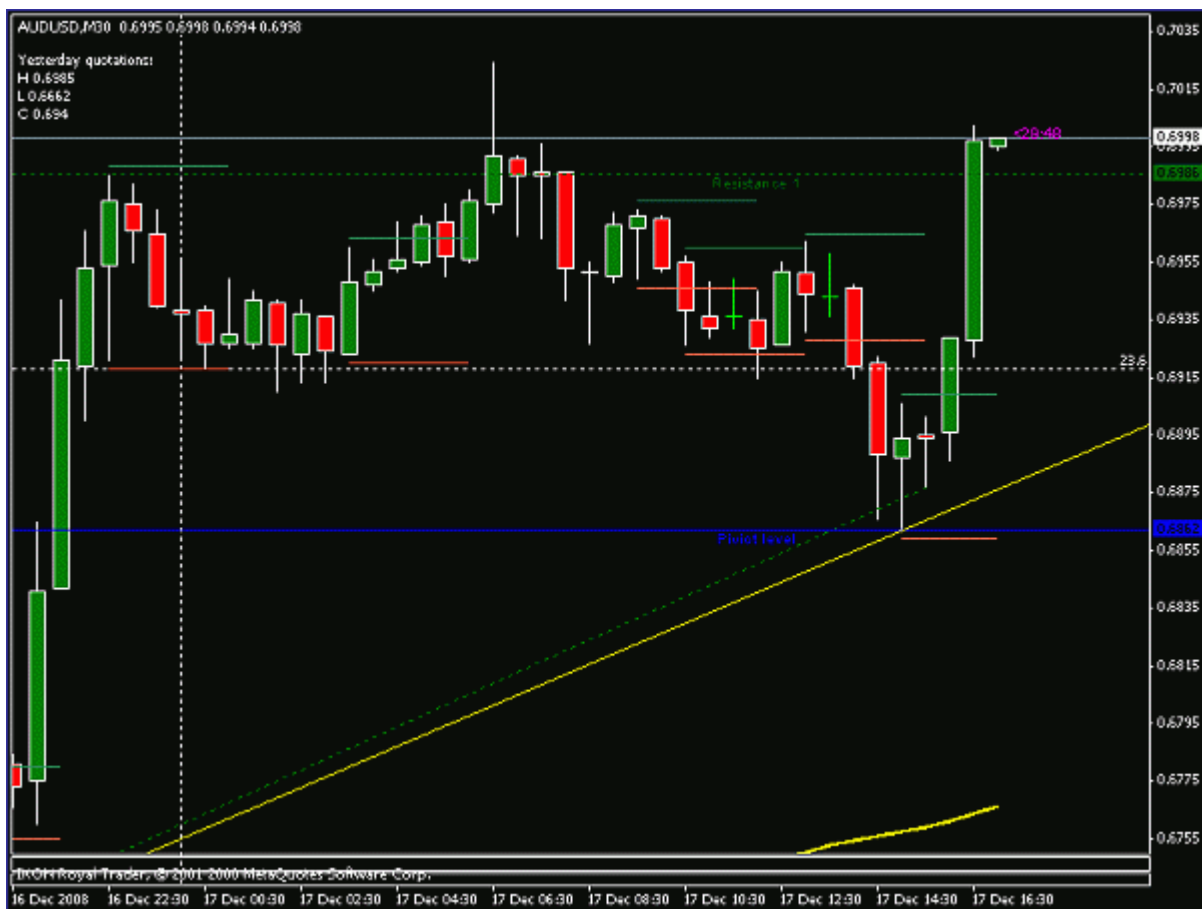 AUDUSD,M30 0.6995 0.6998 0.6994 0.6998
Yesterday quotations:
H 0.6985
L 0.6662
C 0.694
0.7035
0.7015
<28:48
0.6998
0.6995
0.6986
Resistance 1
0.6975
0.6955
0.6935
23.6
0.6915
0.6895
0.6875
0.6862
Pivot level
0.6855
0.6835
0.6815
0.6795
0.6775
0.6755
Royal Trader, © 2001-2008 MetaQuotes Software Corp.
16 Dec 2008 16 Dec 22:30 17 Dec 00:30 17 Dec 02:30 17 Dec 04:30 17 Dec 06:30 17 Dec 08:30 17 Dec 10:30 17 Dec 12:30 17 Dec 14:30 17 Dec 16:30